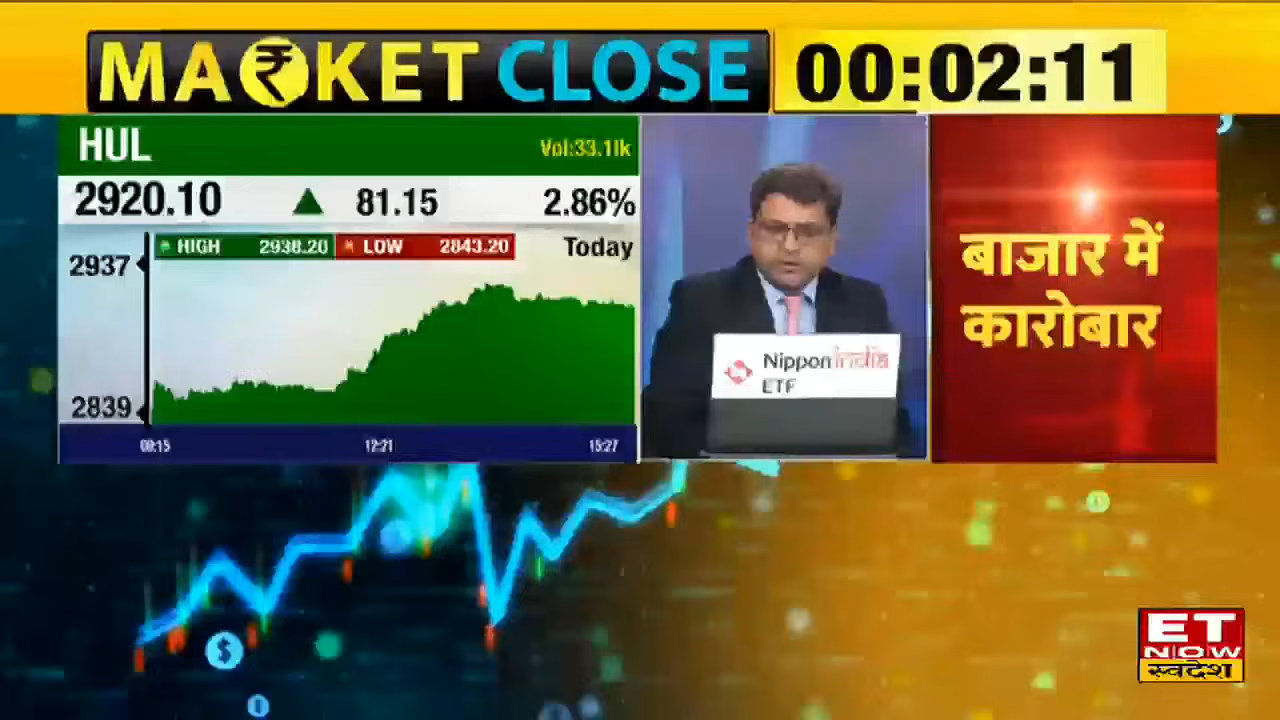 MA₹KET CLOSE 00:02:11
HUL Vol:33.1lk
2920.10 ▲ 81.15 2.86%
HIGH 2938.20 LOW 2843.20 Today
2937
2839
09:15 12:21 15:27
Nippon india
ETF
बाजार में
कारोबार
ET
NOW
स्वदेश